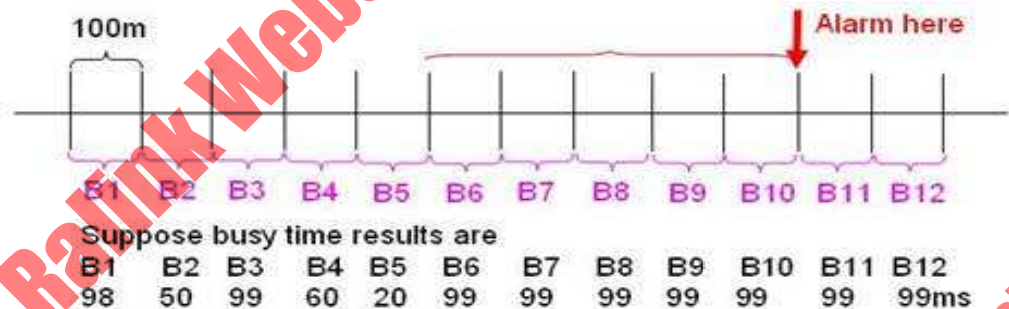 100m
Alarm here
B1 B2 B3 B4 B5 B6 B7 B8 B9 B10 B11 B12
Suppose busy time results are
B1 B2 B3 B4 B5 B6 B7 B8 B9 B10 B11 B12
98 50 99 60 20 99 99 99 99 99 99 99ms
Ralink